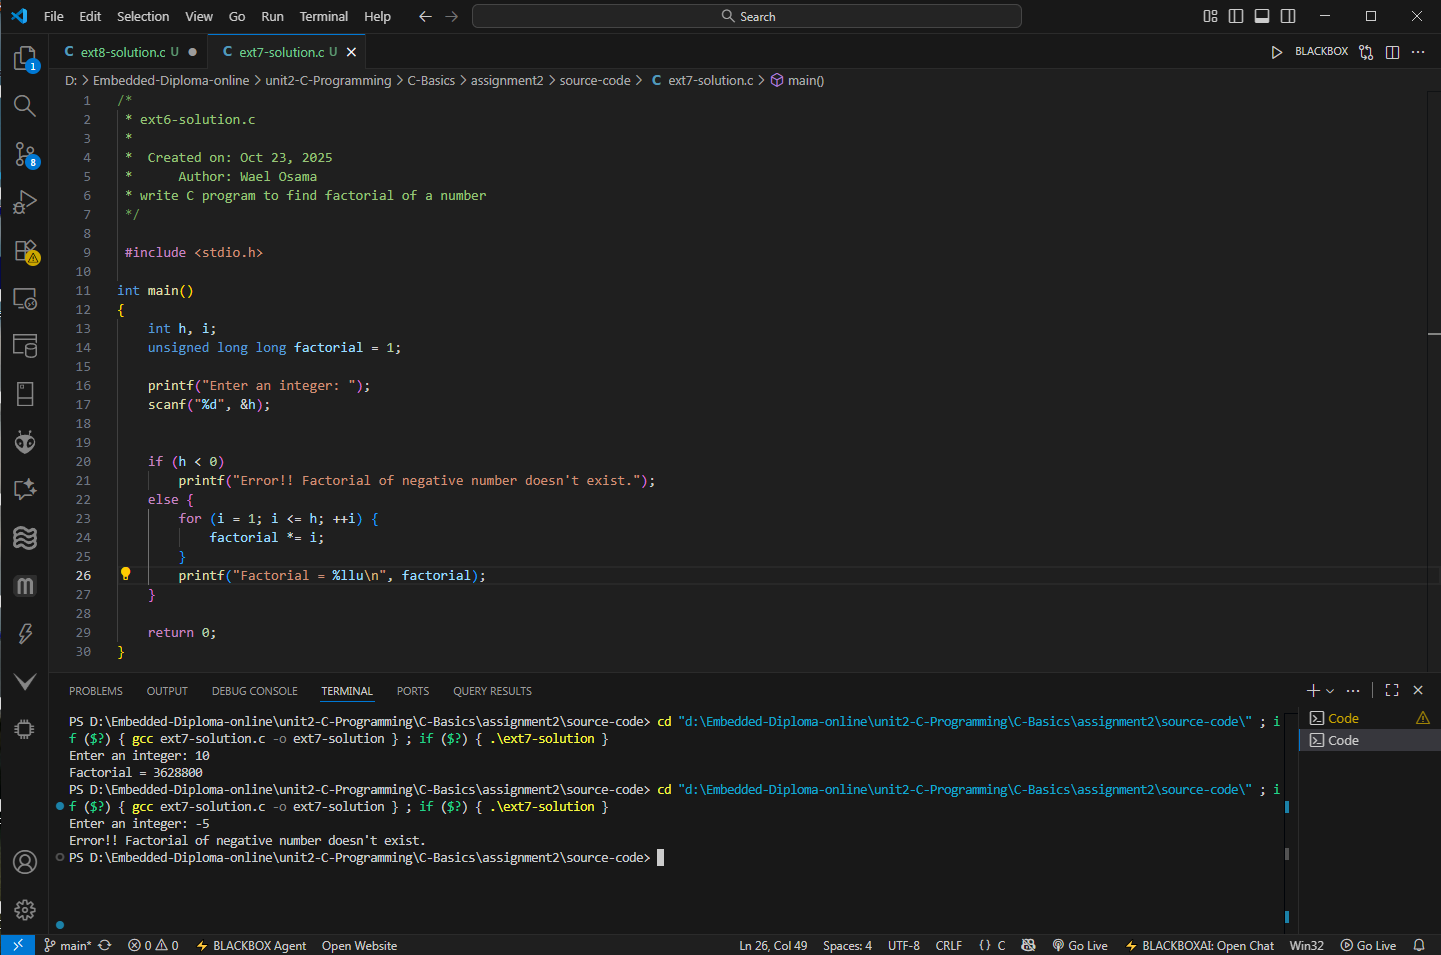 File Edit Selection View Go Run Terminal Help Search
ext8-solution.c U ext7-solution.c U
BLACKBOX
D: > Embedded-Diploma-online > unit2-C-Programming > C-Basics > assignment2 > source-code > C ext7-solution.c > main()
1 /*
2 * ext6-solution.c
3 *
4 *  Created on: Oct 23, 2025
5 *      Author: Wael Osama
6 * write C program to find factorial of a number
7 */
8
9 #include <stdio.h>
10
11 int main()
12 {
13     int h, i;
14     unsigned long long factorial = 1;
15
16     printf("Enter an integer: ");
17     scanf("%d", &h);
18
19
20     if (h < 0)
21         printf("Error!! Factorial of negative number doesn't exist.");
22     else {
23         for (i = 1; i <= h; ++i) {
24             factorial *= i;
25         }
26         printf("Factorial = %llu\n", factorial);
27     }
28
29     return 0;
30 }
PROBLEMS OUTPUT DEBUG CONSOLE TERMINAL PORTS QUERY RESULTS
PS D:\Embedded-Diploma-online\unit2-C-Programming\C-Basics\assignment2\source-code> cd "d:\Embedded-Diploma-online\unit2-C-Programming\C-Basics\assignment2\source-code\" ; i
f ($?) { gcc ext7-solution.c -o ext7-solution } ; if ($?) { .\ext7-solution }
Enter an integer: 10
Factorial = 3628800
PS D:\Embedded-Diploma-online\unit2-C-Programming\C-Basics\assignment2\source-code> cd "d:\Embedded-Diploma-online\unit2-C-Programming\C-Basics\assignment2\source-code\" ; i
f ($?) { gcc ext7-solution.c -o ext7-solution } ; if ($?) { .\ext7-solution }
Enter an integer: -5
Error!! Factorial of negative number doesn't exist.
PS D:\Embedded-Diploma-online\unit2-C-Programming\C-Basics\assignment2\source-code>
Code
Code
1
8
main* 0 0 BLACKBOX Agent Open Website Ln 26, Col 49 Spaces: 4 UTF-8 CRLF {} C Go Live BLACKBOXAI: Open Chat Win32 Go Live